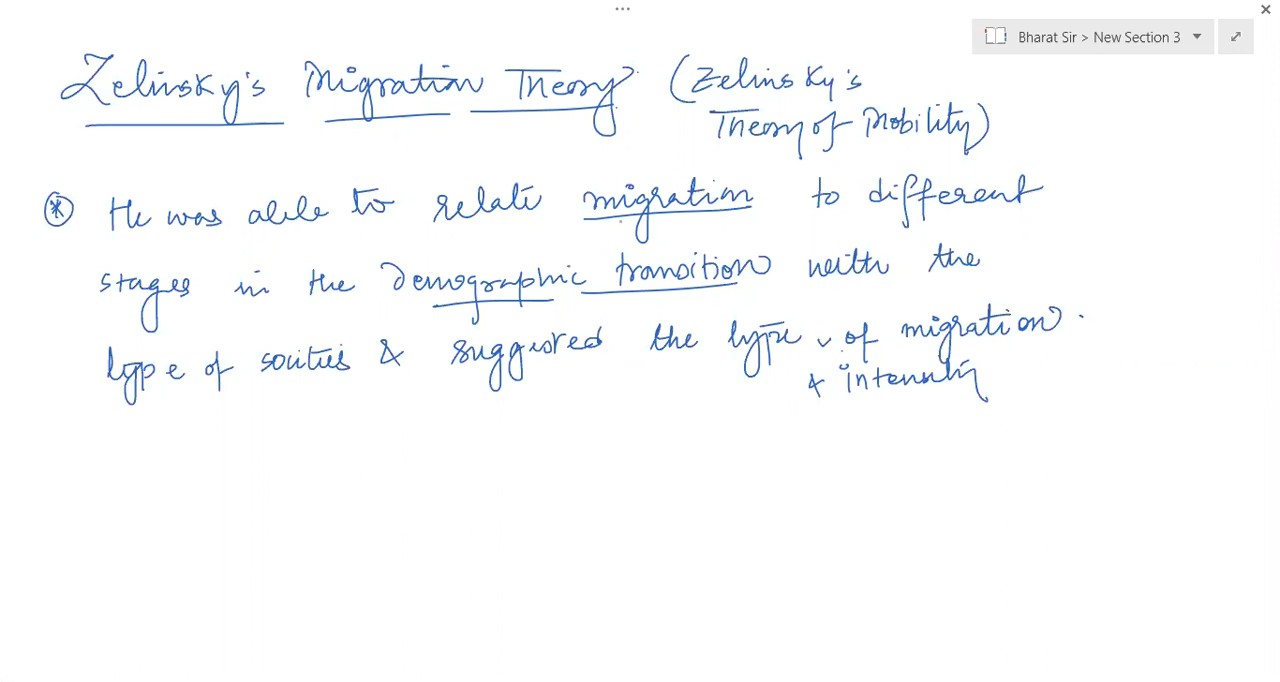 ...
Bharat Sir > New Section 3
Zelinsky's Migration Theory (Zelinsky's
Theory of Mobility)
* He was able to relate migration to different
stages in the demographic transition with the
type of societies & suggested the type & intensity of migration.